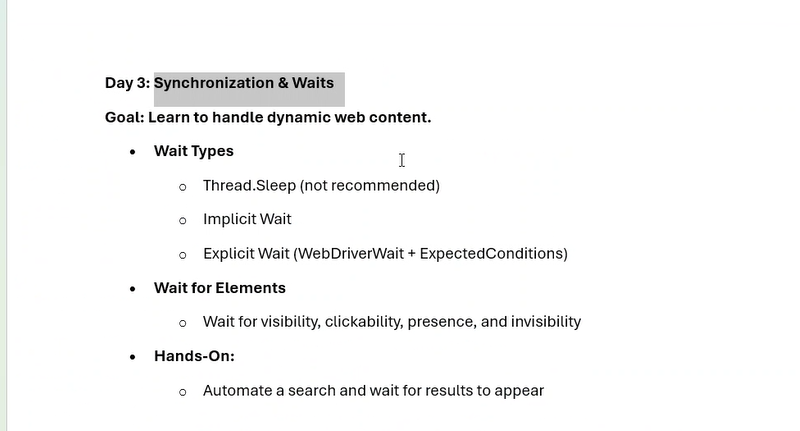 Day 3: Synchronization & Waits
Goal: Learn to handle dynamic web content.
• Wait Types
o Thread.Sleep (not recommended)
o Implicit Wait
o Explicit Wait (WebDriverWait + ExpectedConditions)
• Wait for Elements
o Wait for visibility, clickability, presence, and invisibility
• Hands-On:
o Automate a search and wait for results to appear